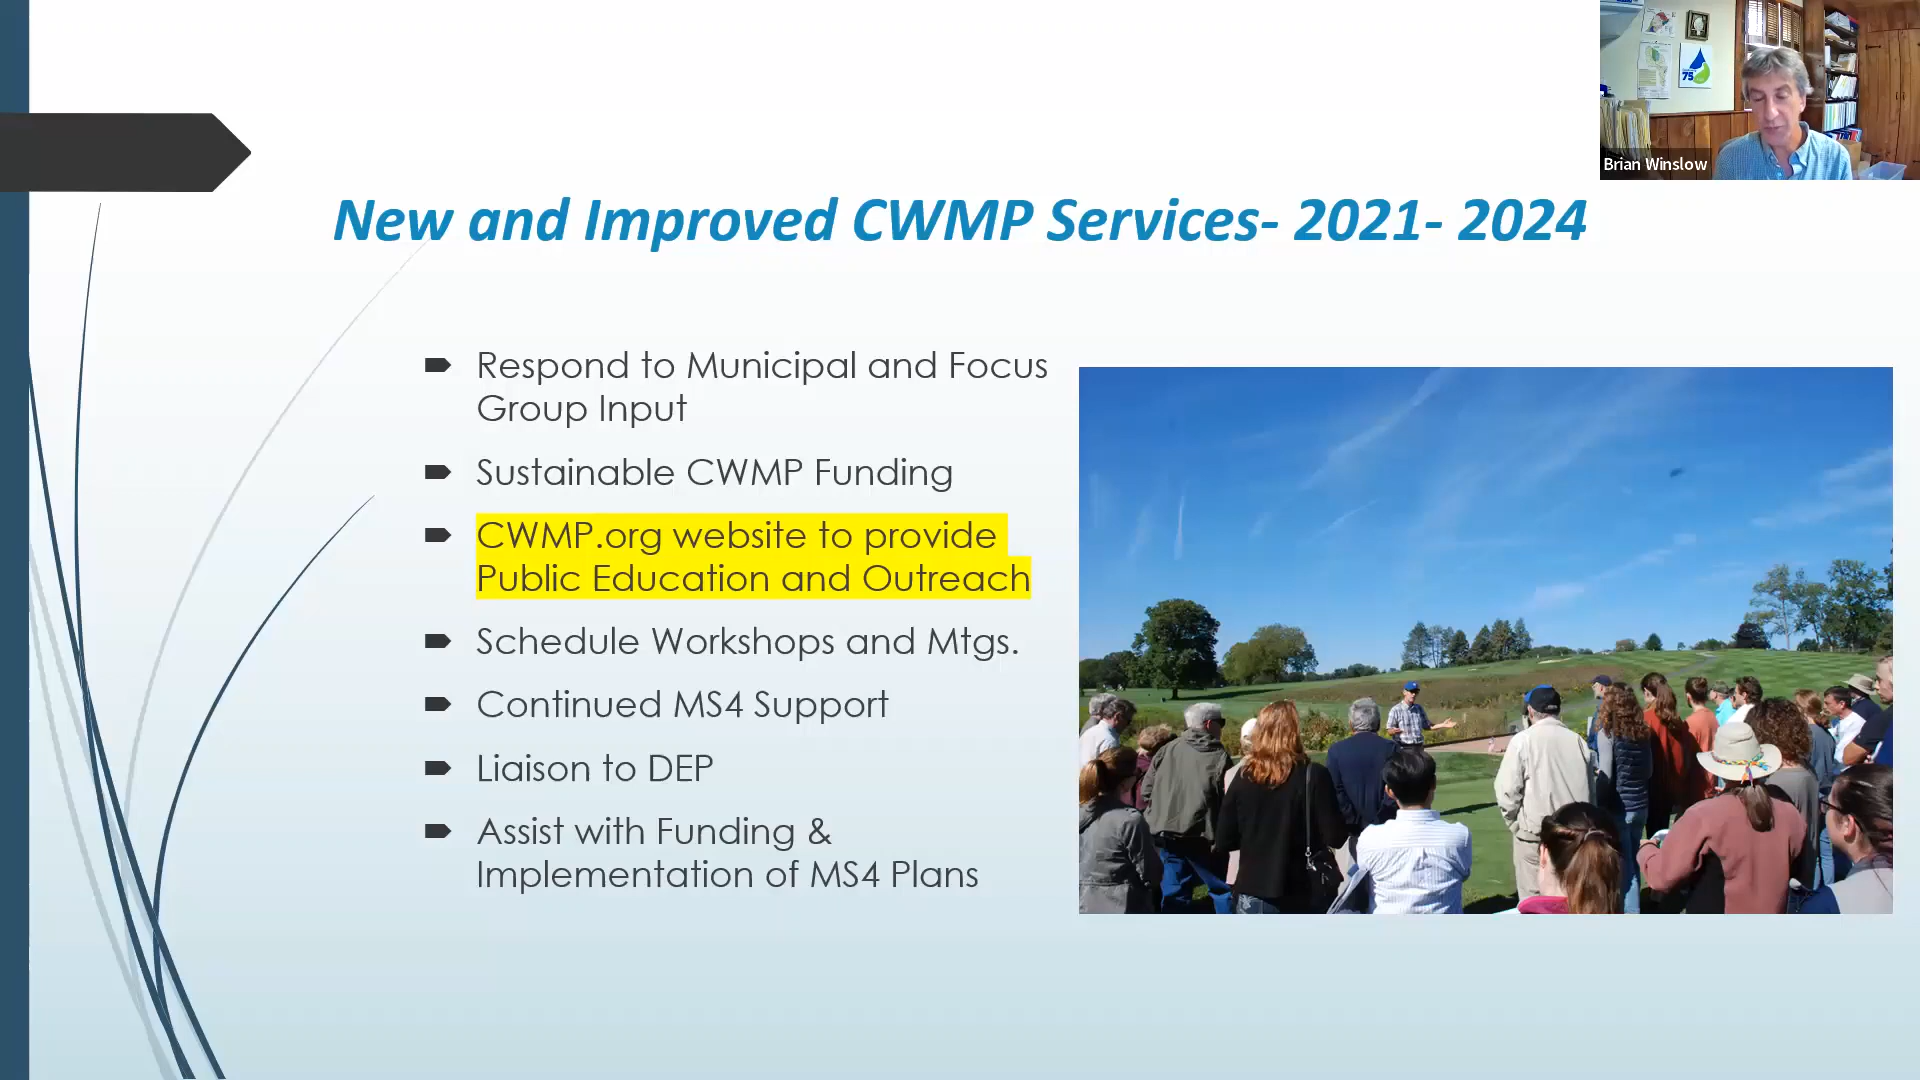 Brian Winslow
75
New and Improved CWMP Services- 2021- 2024
Respond to Municipal and Focus
Group Input
Sustainable CWMP Funding
CWMP.org website to provide
Public Education and Outreach
Schedule Workshops and Mtgs.
Continued MS4 Support
Liaison to DEP
Assist with Funding &
Implementation of MS4 Plans